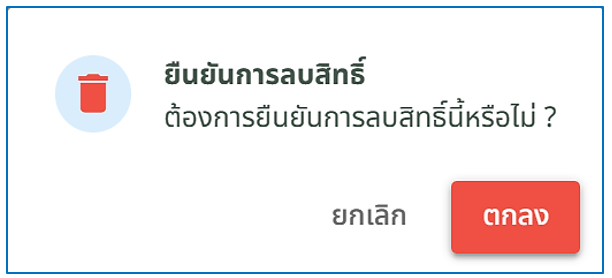 ยืนยันการลบสิทธิ์
ต้องการยืนยันการลบสิทธิ์นี้หรือไม่ ?
ยกเลิก
ตกลง